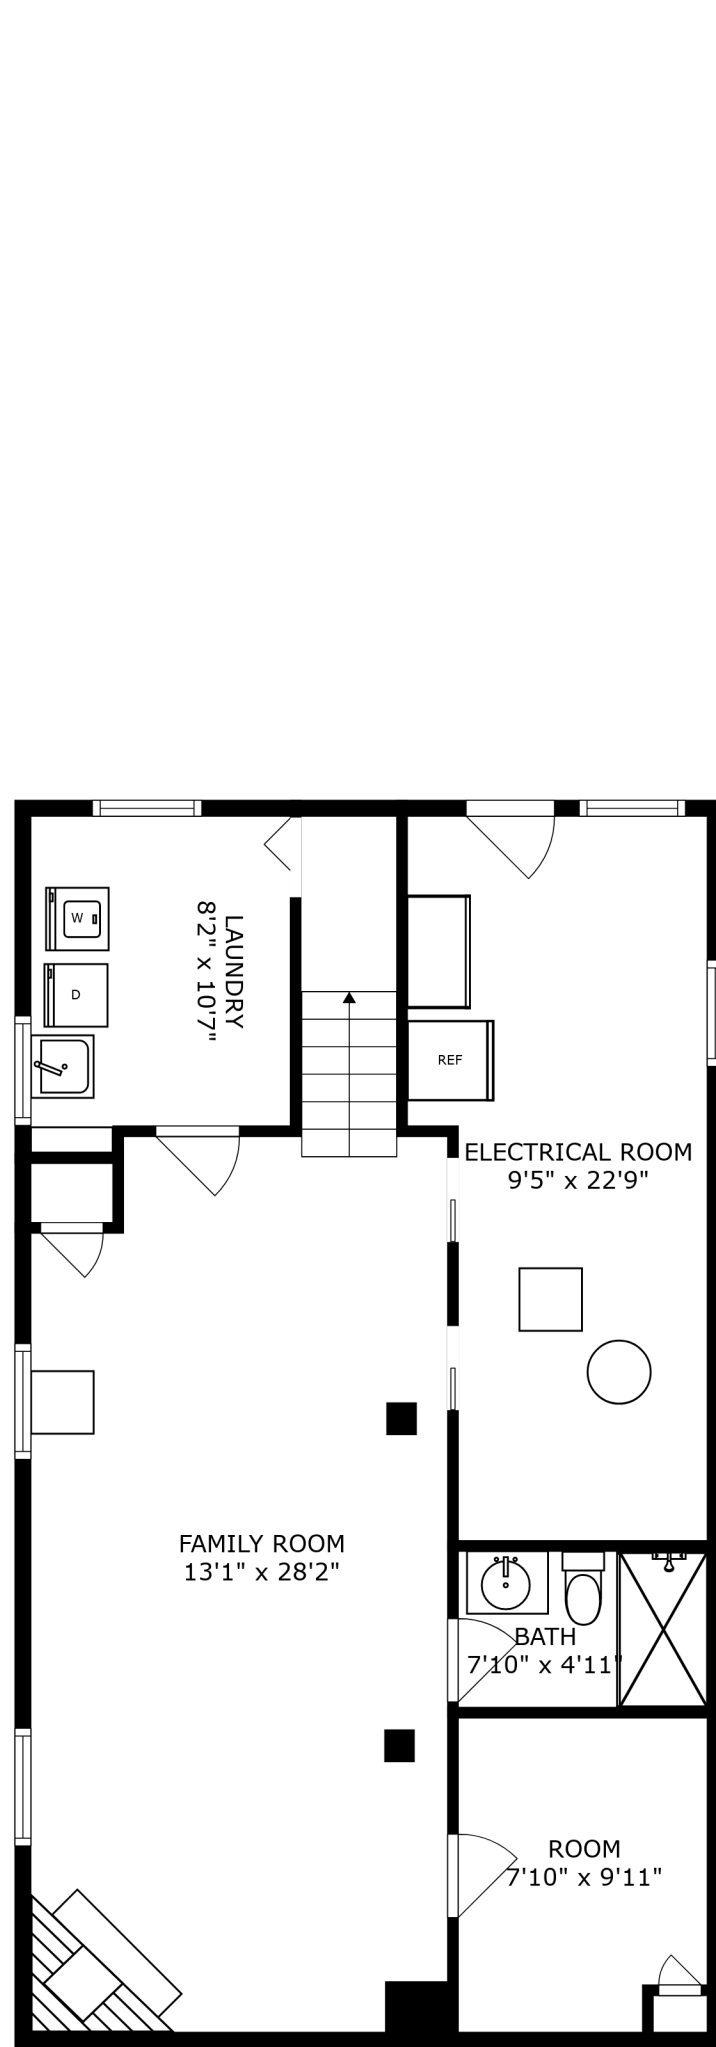 W
LAUNDRY
8'2" x 10'7"
D
REF
ELECTRICAL ROOM
9'5" x 22'9"
FAMILY ROOM
13'1" x 28'2"
BATH
7'10" x 4'11"
ROOM
7'10" x 9'11"